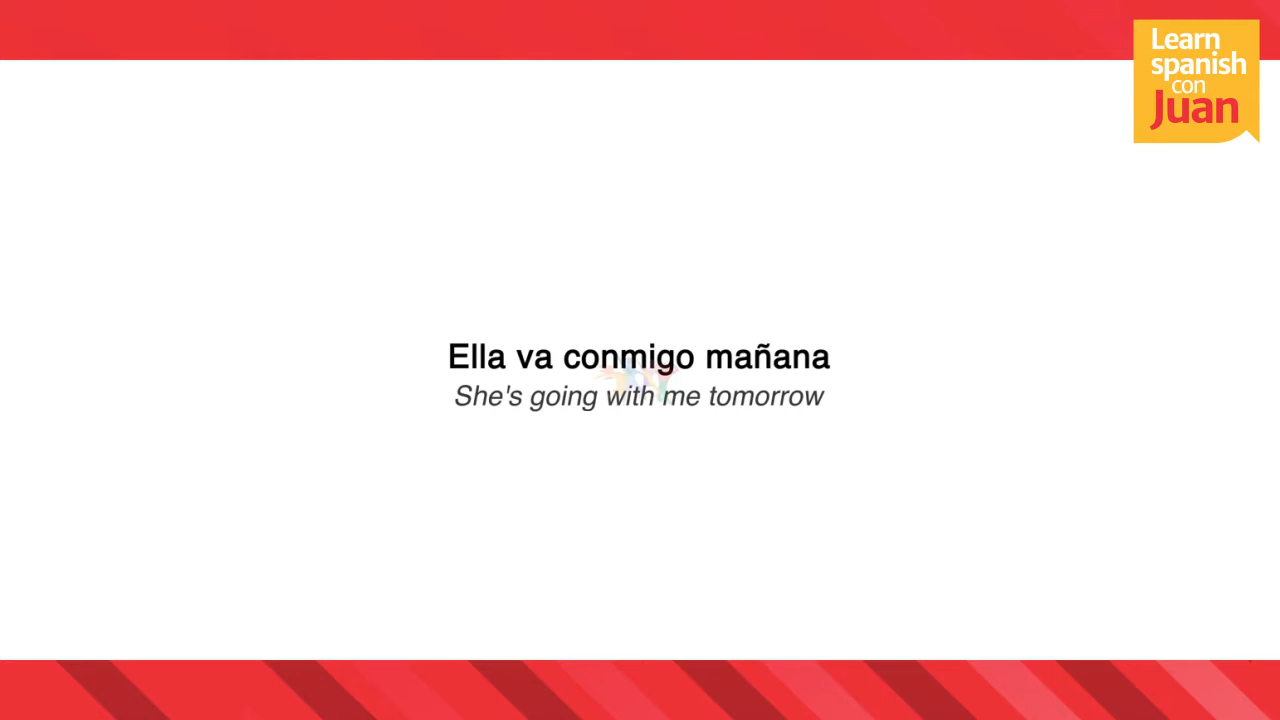 Learn
spanish
con
Juan
Ella va conmigo mañana
She's going with me tomorrow